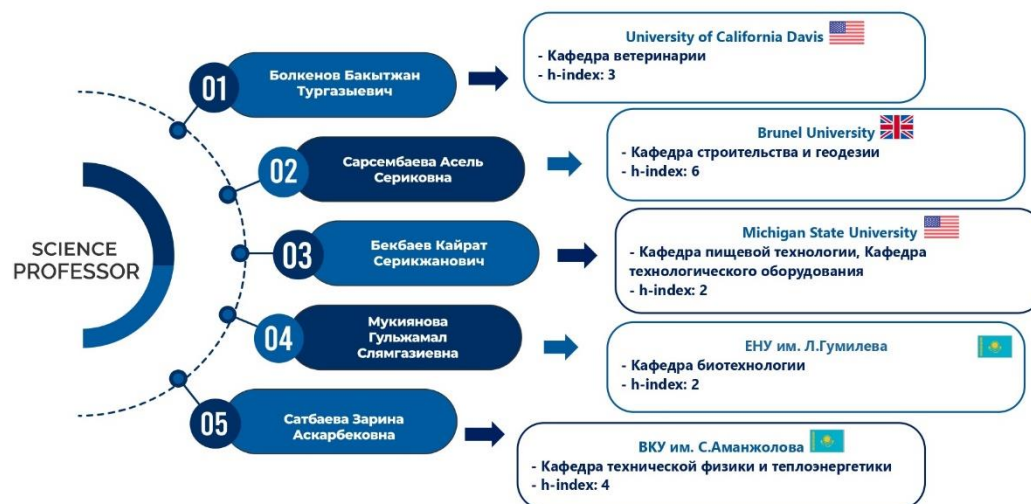 SCIENCE
PROFESSOR
01
Болкенов Бакытжан
Тургазыевич
University of California Davis
- Кафедра ветеринарии
- h-index: 3
02
Сарсембаева Асель
Сериковна
Brunel University
- Кафедра строительства и геодезии
- h-index: 6
03
Бекбаев Кайрат
Серикжанович
Michigan State University
- Кафедра пищевой технологии, Кафедра
технологического оборудования
- h-index: 2
04
Мукиянова
Гульжамал
Слямгазиевна
ЕНУ им. Л.Гумилева
- Кафедра биотехнологии
- h-index: 2
05
Сатбаева Зарина
Аскарбековна
ВКУ им. С.Аманжолова
- Кафедра технической физики и теплоэнергетики
- h-index: 4